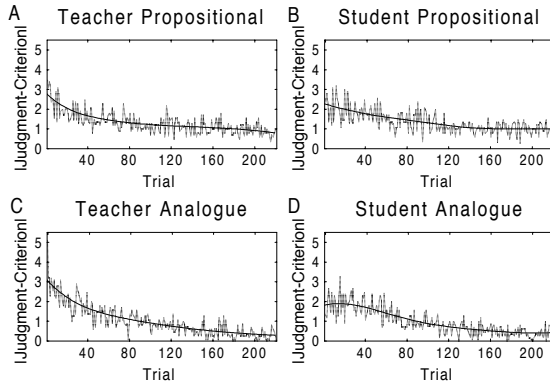 A Teacher Propositional
|Judgment-Criterion|
5
4
3
2
1
0
40 80 120 160 200
Trial
B Student Propositional
|Judgment-Criterion|
5
4
3
2
1
0
40 80 120 160 200
Trial
C Teacher Analogue
|Judgment-Criterion|
5
4
3
2
1
0
40 80 120 160 200
Trial
D Student Analogue
|Judgment-Criterion|
5
4
3
2
1
0
40 80 120 160 200
Trial